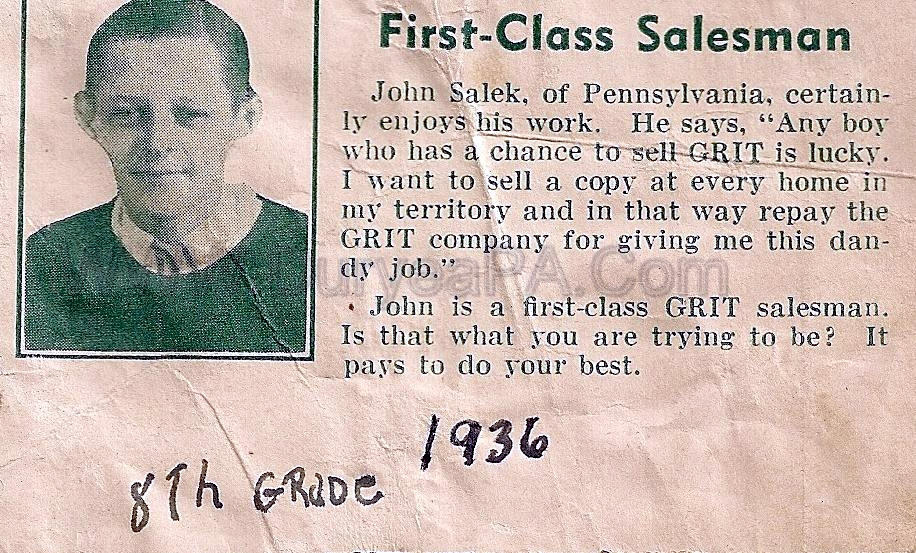 First-Class Salesman
John Salek, of Pennsylvania, certain-
ly enjoys his work. He says, "Any boy
who has a chance to sell GRIT is lucky.
I want to sell a copy at every home in
my territory and in that way repay the
GRIT company for giving me this dan-
dy job."
John is a first-class GRIT salesman.
Is that what you are trying to be? It
pays to do your best.
1936
8Th GRADE